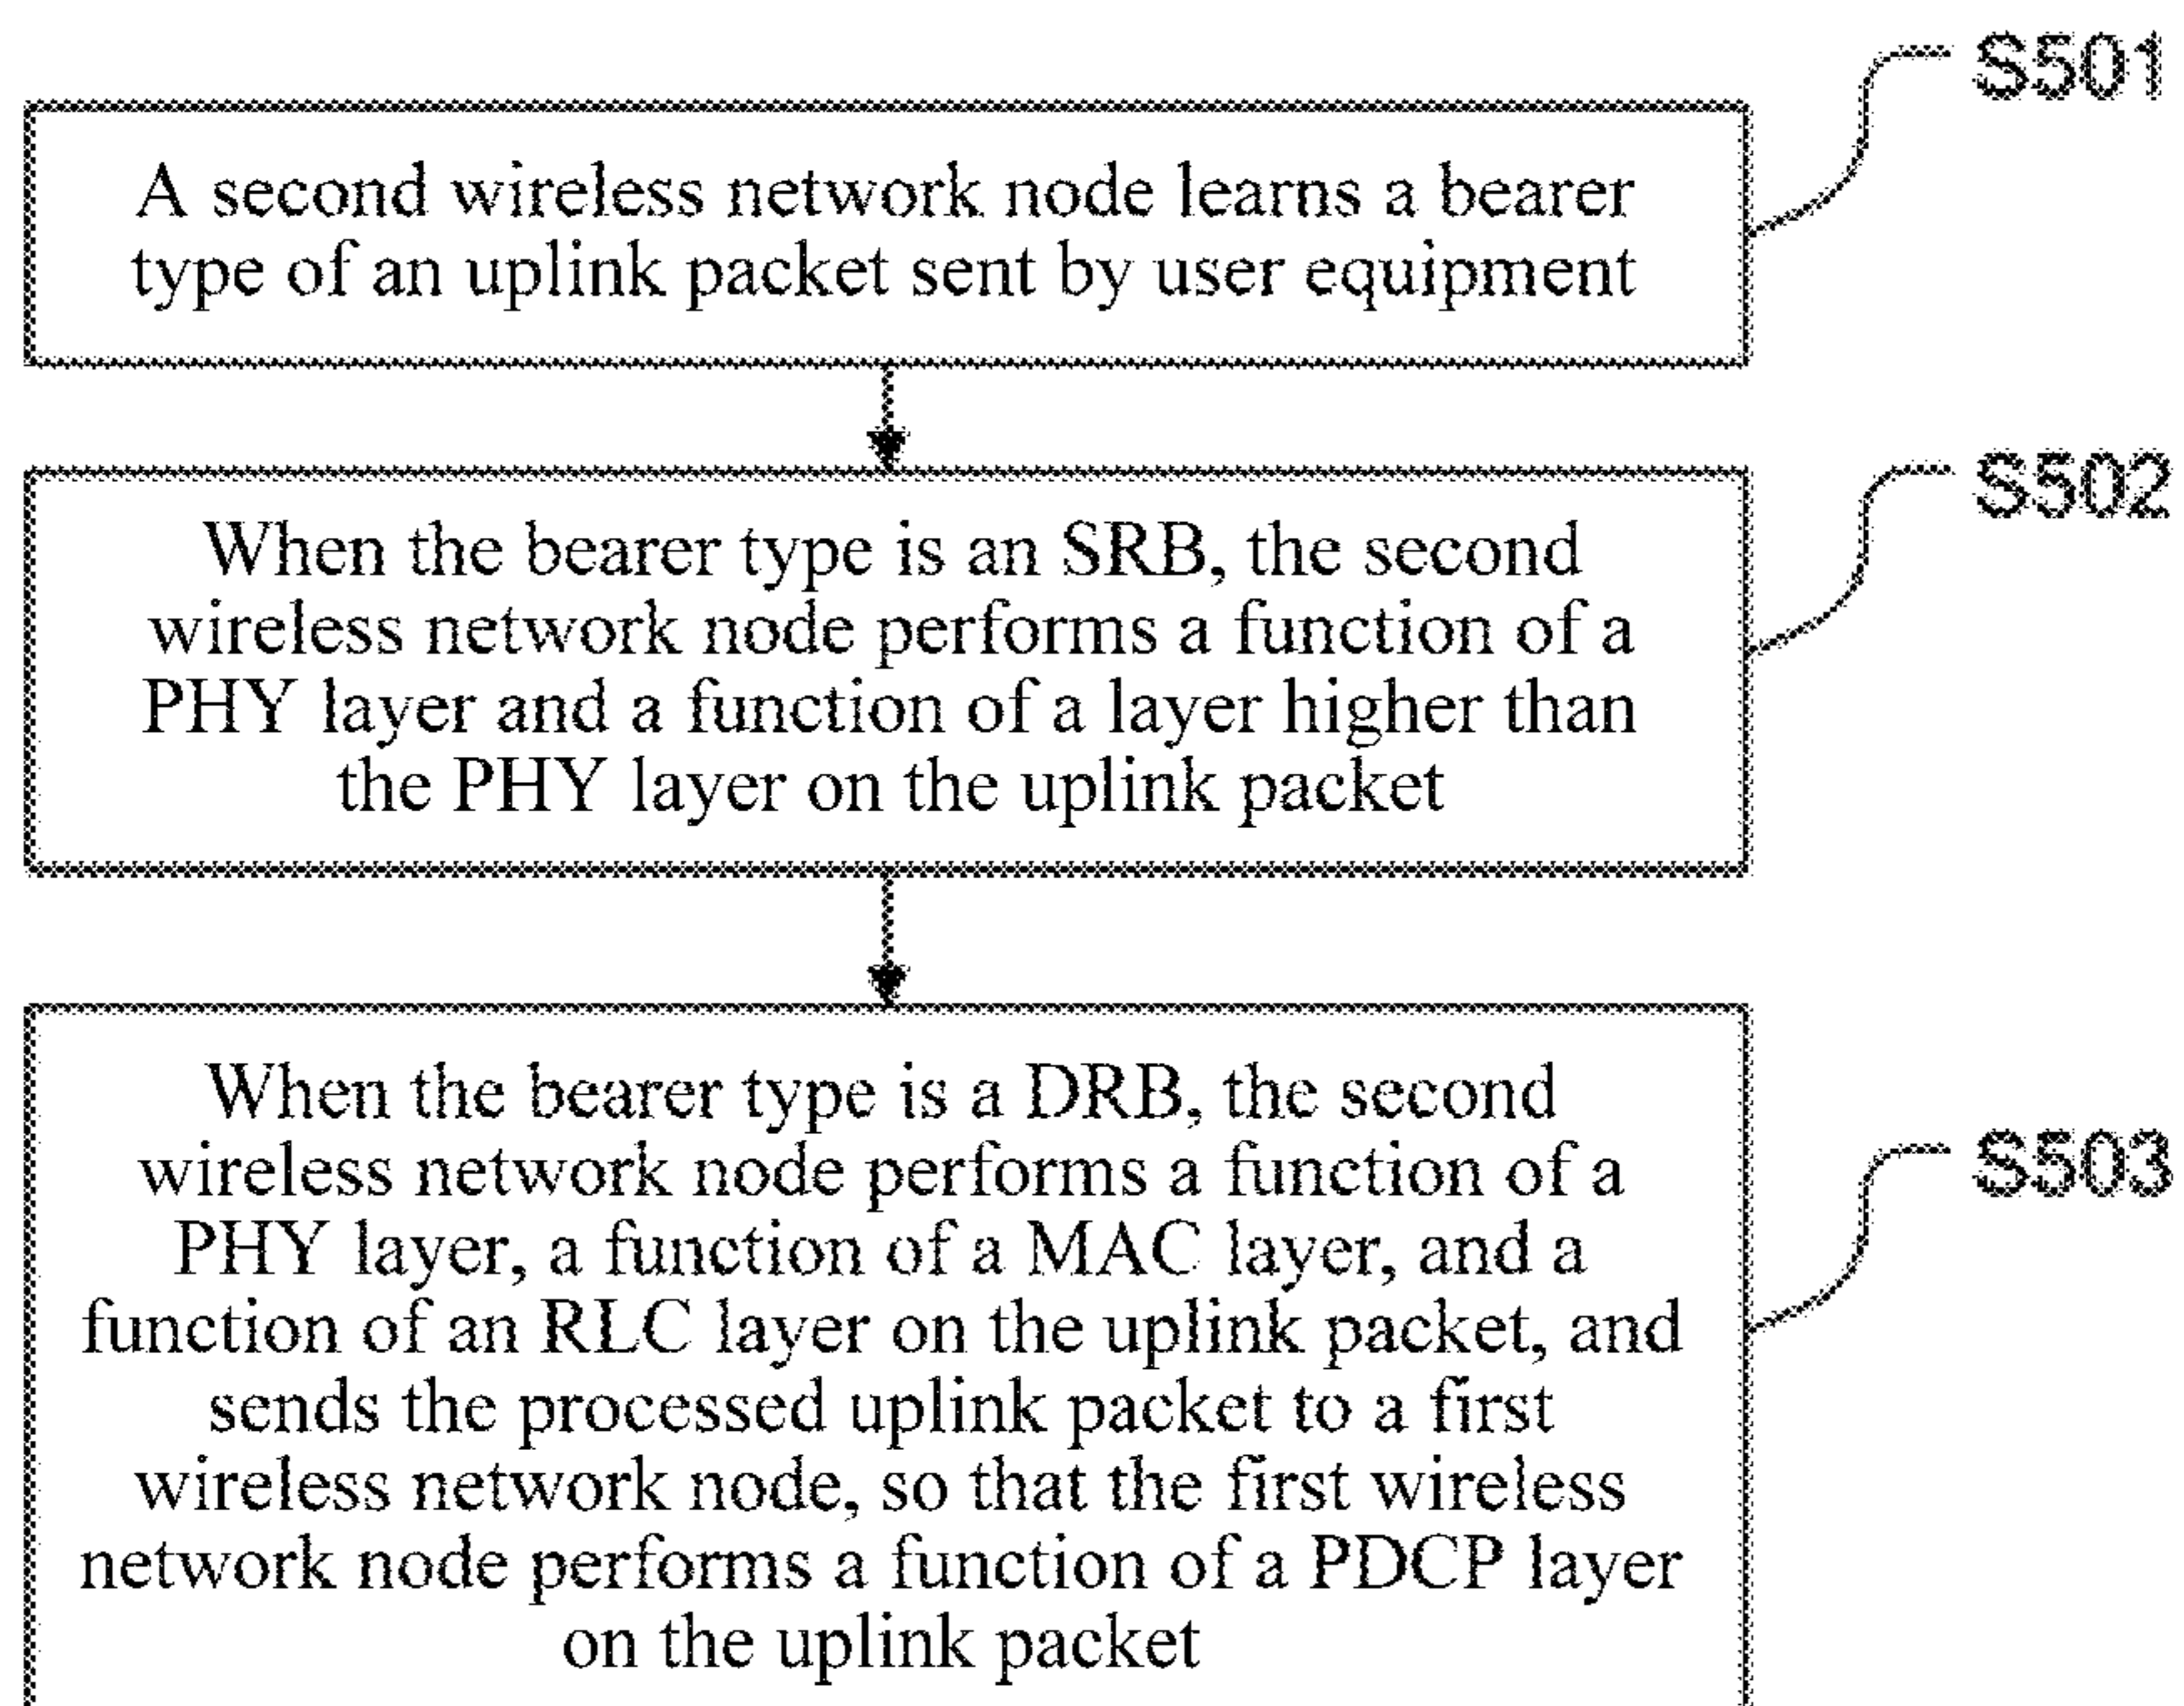 S501
A second wireless network node learns a bearer
type of an uplink packet sent by user equipment
S502
When the bearer type is an SRB, the second
wireless network node performs a function of a
PHY layer and a function of a layer higher than
the PHY layer on the uplink packet
When the bearer type is a DRB, the second
wireless network node performs a function of a
S503
PHY layer, a function of a MAC layer, and a
function of an RLC layer on the uplink packet, and
sends the processed uplink packet to a first
wireless network node, so that the first wireless
network node performs a function of a PDCP layer
on the uplink packet